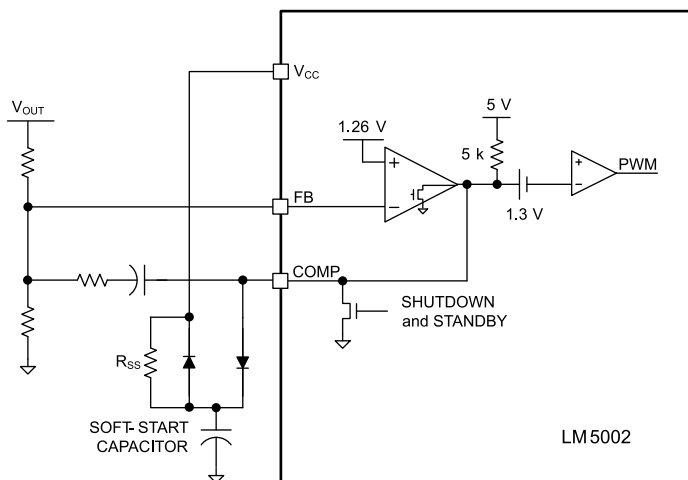 V_CC
V_OUT
5 V
1.26 V
5 k
+
+
PWM
FB
−
−
1.3 V
COMP
SHUTDOWN
and STANDBY
R_SS
SOFT-START
CAPACITOR
LM5002